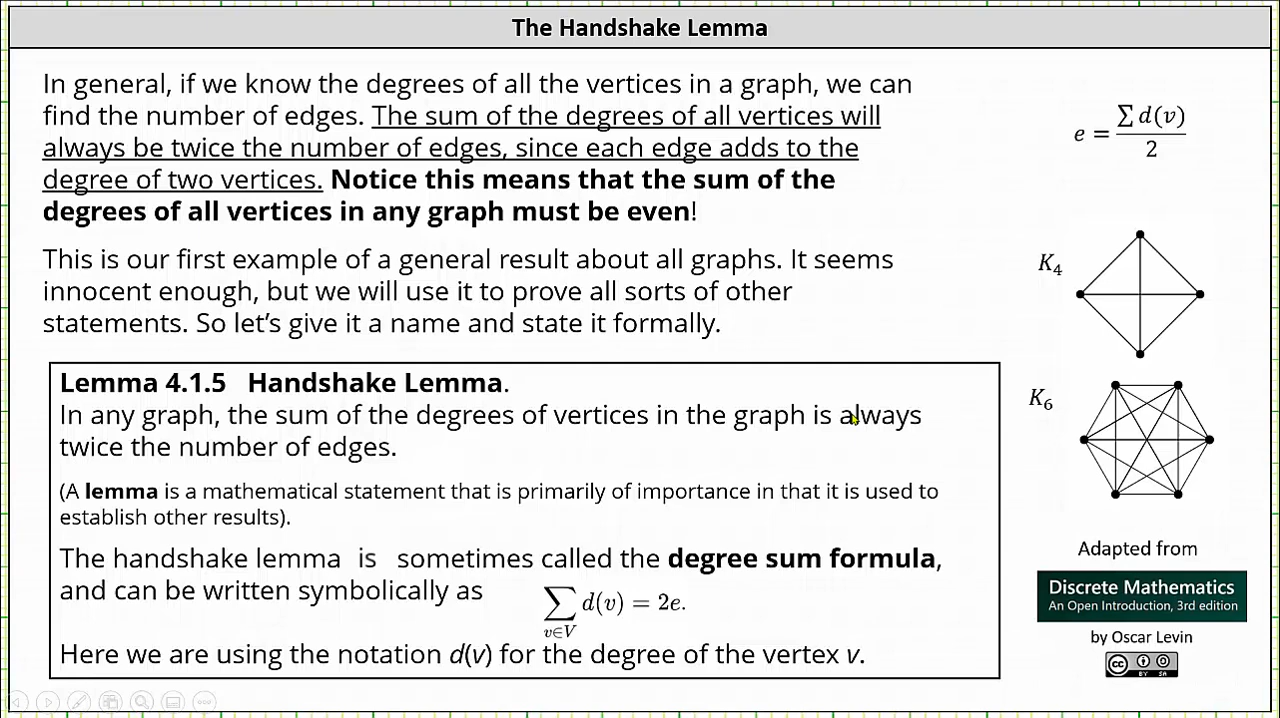 The Handshake Lemma
In general, if we know the degrees of all the vertices in a graph, we can
find the number of edges. The sum of the degrees of all vertices will
always be twice the number of edges, since each edge adds to the
degree of two vertices. Notice this means that the sum of the
degrees of all vertices in any graph must be even!
This is our first example of a general result about all graphs. It seems
innocent enough, but we will use it to prove all sorts of other
statements. So let's give it a name and state it formally.
Lemma 4.1.5 Handshake Lemma.
In any graph, the sum of the degrees of vertices in the graph is always
twice the number of edges.
(A lemma is a mathematical statement that is primarily of importance in that it is used to
establish other results).
The handshake lemma is sometimes called the degree sum formula,
and can be written symbolically as
∑ d(v) = 2e.
v∈V
Here we are using the notation d(v) for the degree of the vertex v.
e = ∑ d(v) / 2
K₄
K₆
Adapted from
Discrete Mathematics
An Open Introduction, 3rd edition
by Oscar Levin
CC BY SA